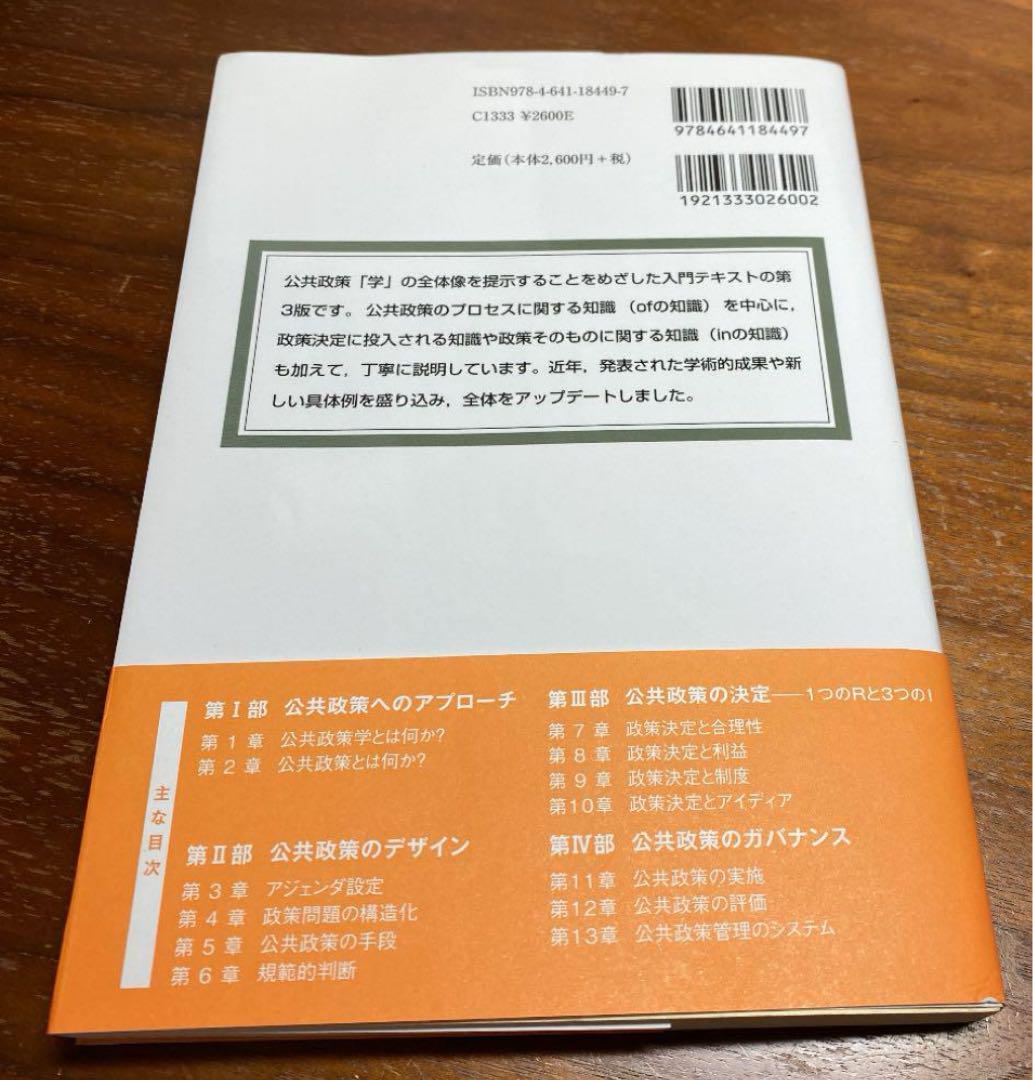 ISBN978-4-641-18449-7
C1333 ¥2600E
定価(本体2,600円+税)
9784641184497
1921333026002
公共政策「学」の全体像を提示することをめざした入門テキストの第
3版です。公共政策のプロセスに関する知識（ofの知識）を中心に，
政策決定に投入される知識や政策そのものに関する知識（inの知識）
も加えて，丁寧に説明しています。近年，発表された学術的成果や新
しい具体例を盛り込み，全体をアップデートしました。
主な目次
第Ⅰ部 公共政策へのアプローチ
第1章 公共政策学とは何か?
第2章 公共政策とは何か?
第Ⅱ部 公共政策のデザイン
第3章 アジェンダ設定
第4章 政策問題の構造化
第5章 公共政策の手段
第6章 規範的判断
第Ⅲ部 公共政策の決定──1つのRと3つのI
第7章 政策決定と合理性
第8章 政策決定と利益
第9章 政策決定と制度
第10章 政策決定とアイディア
第Ⅳ部 公共政策のガバナンス
第11章 公共政策の実施
第12章 公共政策の評価
第13章 公共政策管理のシステム